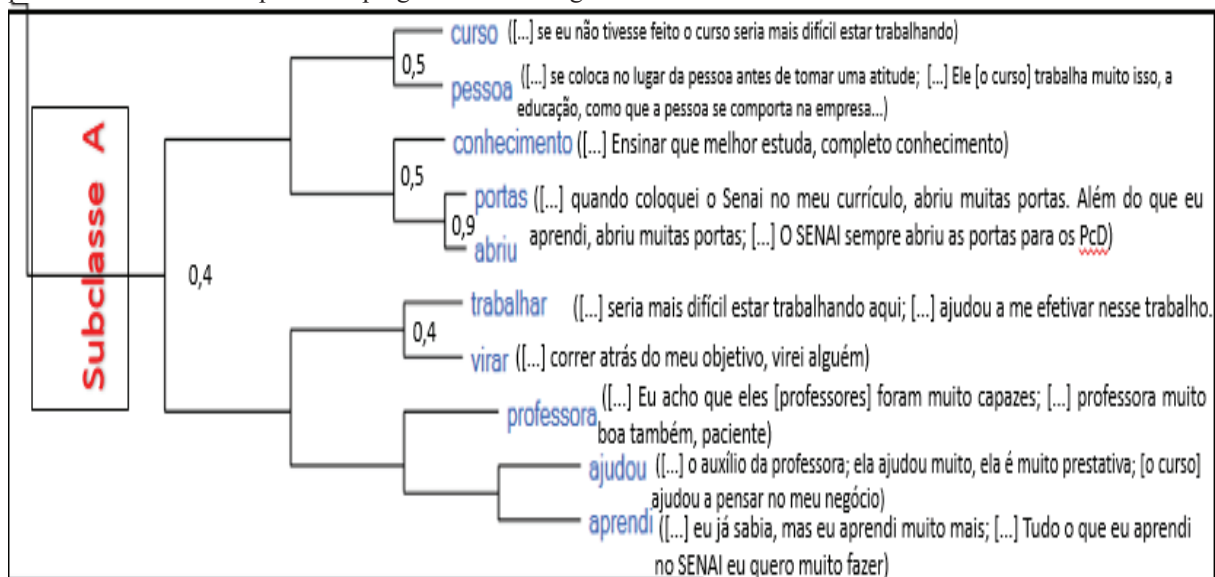 curso ([...] se eu não tivesse feito o curso seria mais difícil estar trabalhando)
0,5
pessoa ([...] se coloca no lugar da pessoa antes de tomar uma atitude; [...] Ele [o curso] trabalha muito isso, a
educação, como que a pessoa se comporta na empresa...)
conhecimento ([...] Ensinar que melhor estuda, completo conhecimento)
0,5
portas ([...] quando coloquei o Senai no meu currículo, abriu muitas portas. Além do que eu
0,9
abriu aprendi, abriu muitas portas; [...] O SENAI sempre abriu as portas para os PcD)
Subclasse A
0,4
trabalhar ([...] seria mais difícil estar trabalhando aqui; [...] ajudou a me efetivar nesse trabalho.
0,4
virar ([...] correr atrás do meu objetivo, virei alguém)
professora ([...] Eu acho que eles [professores] foram muito capazes; [...] professora muito
boa também, paciente)
ajudou ([...] o auxílio da professora; ela ajudou muito, ela é muito prestativa; [o curso]
ajudou a pensar no meu negócio)
aprendi ([...] eu já sabia, mas eu aprendi muito mais; [...] Tudo o que eu aprendi
no SENAI eu quero muito fazer)